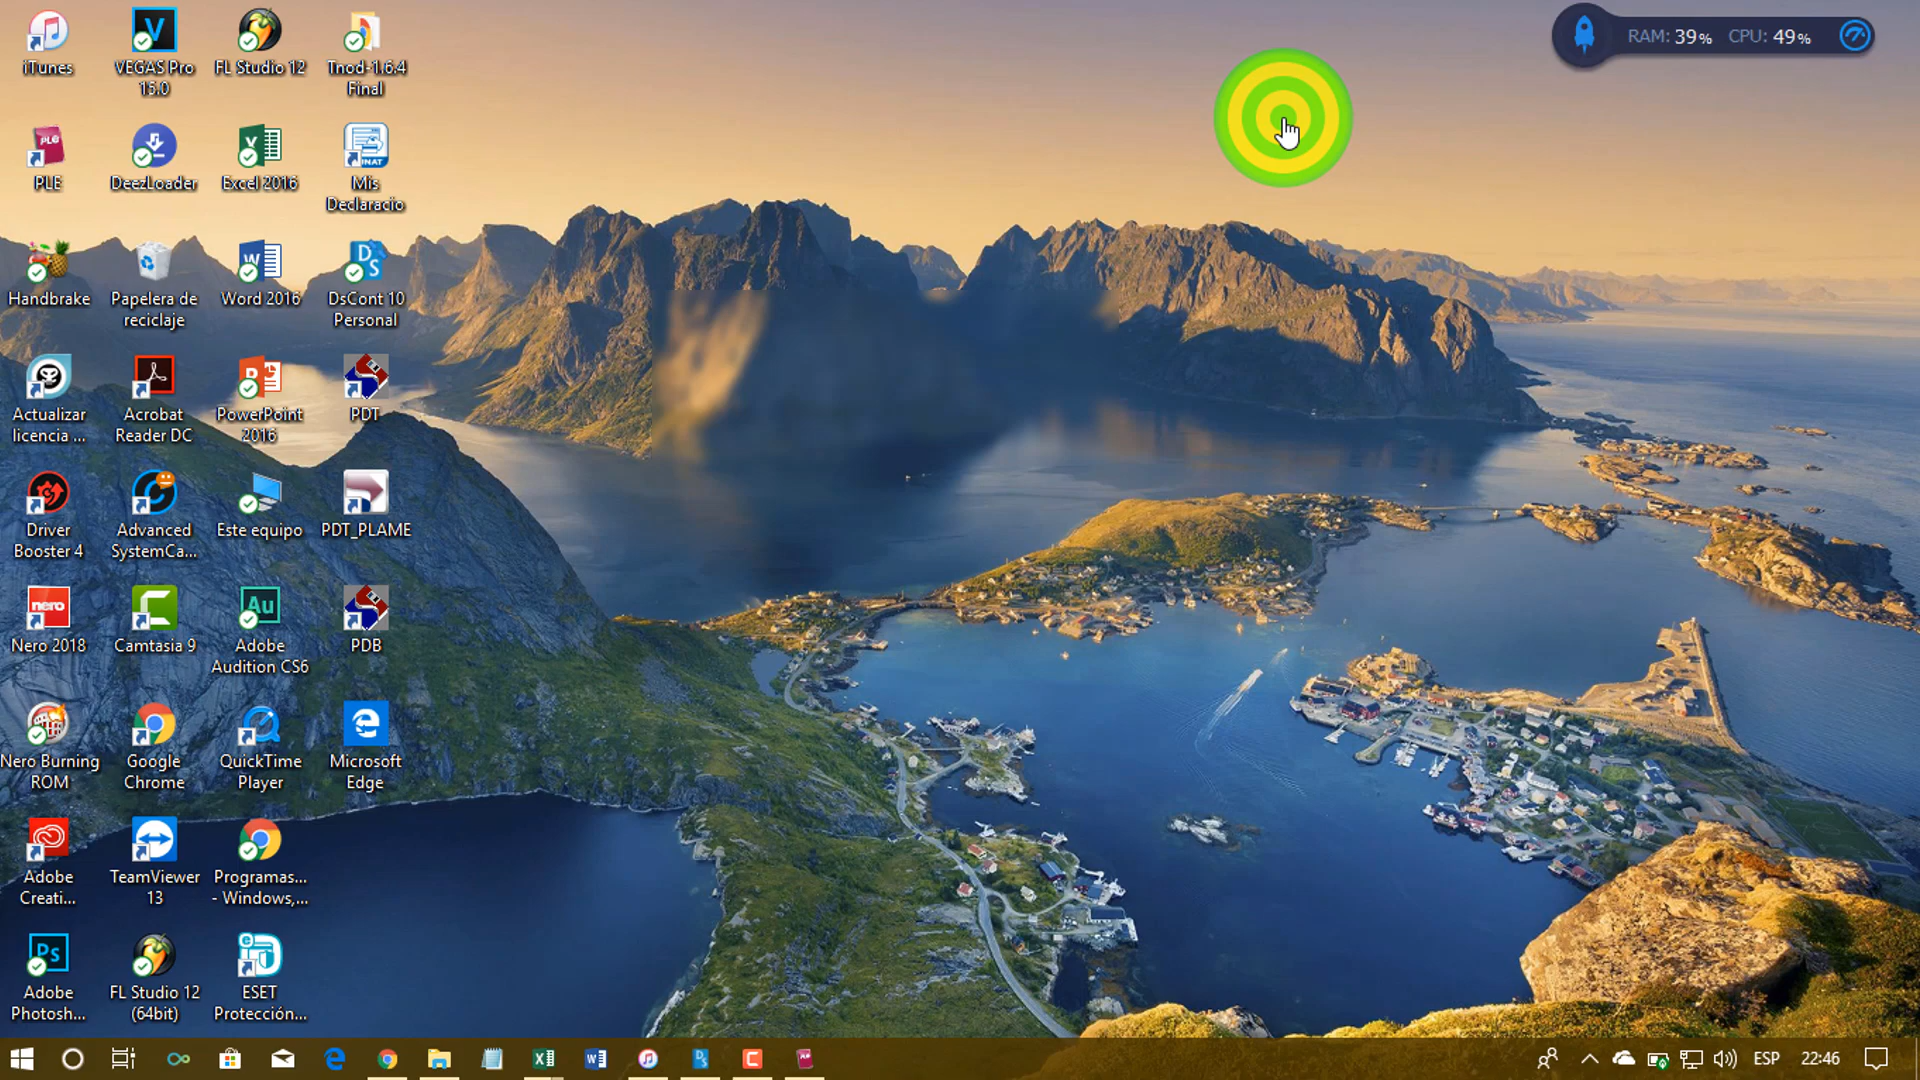 RAM: 39% CPU: 49%
iTunes
VEGAS Pro
15.0
FL Studio 12
Tnod-1.6.4
Final
PLE
DeezLoader
Excel 2016
Mis
Declaracio
Handbrake
Papelera de
reciclaje
Word 2016
DsCont 10
Personal
Actualizar
licencia ...
Acrobat
Reader DC
PowerPoint
2016
PDT
Driver
Booster 4
Advanced
SystemCa...
Este equipo
PDT_PLAME
Nero 2018
Camtasia 9
Adobe
Audition CS6
PDB
Nero Burning
ROM
Google
Chrome
QuickTime
Player
Microsoft
Edge
Adobe
Creati...
TeamViewer
13
Programas...
- Windows,...
Adobe
Photosh...
FL Studio 12
(64bit)
ESET
Protección...
ESP 22:46